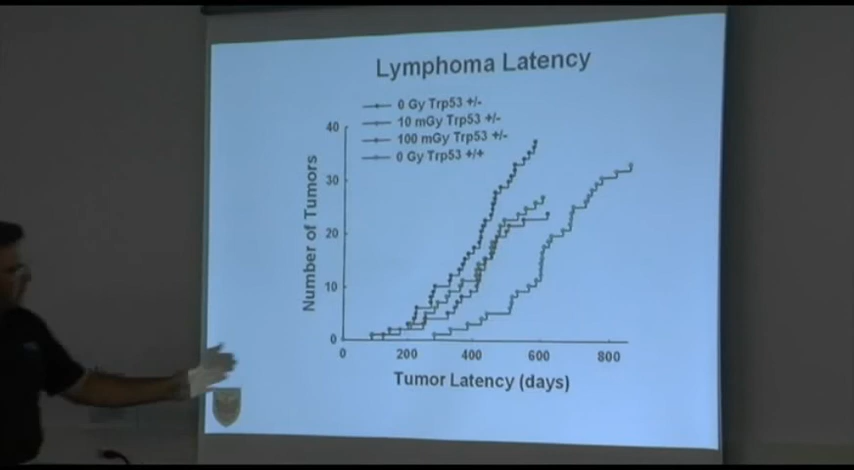 Lymphoma Latency
0 Gy Trp53 +/-
10 mGy Trp53 +/-
100 mGy Trp53 +/-
0 Gy Trp53 +/+
Number of Tumors
40
30
20
10
0
0 200 400 600 800
Tumor Latency (days)